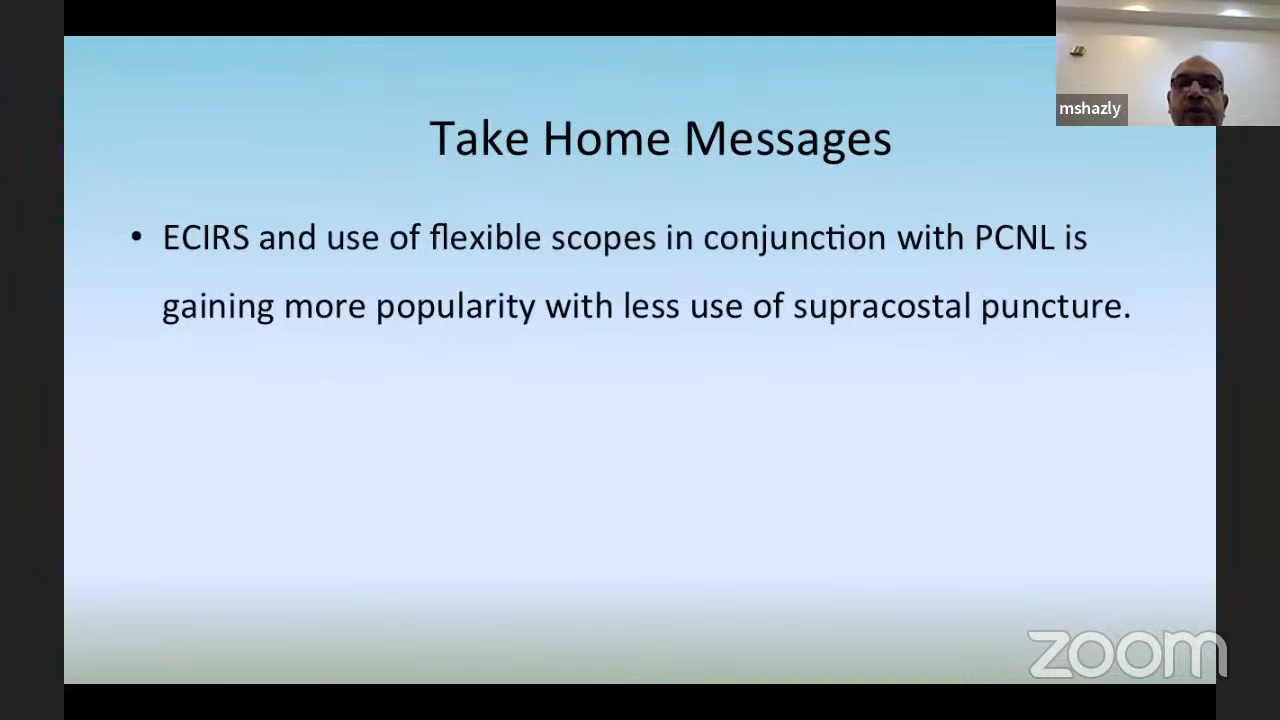 mshazly
Take Home Messages
• ECIRS and use of flexible scopes in conjunction with PCNL is
gaining more popularity with less use of supracostal puncture.
zoom